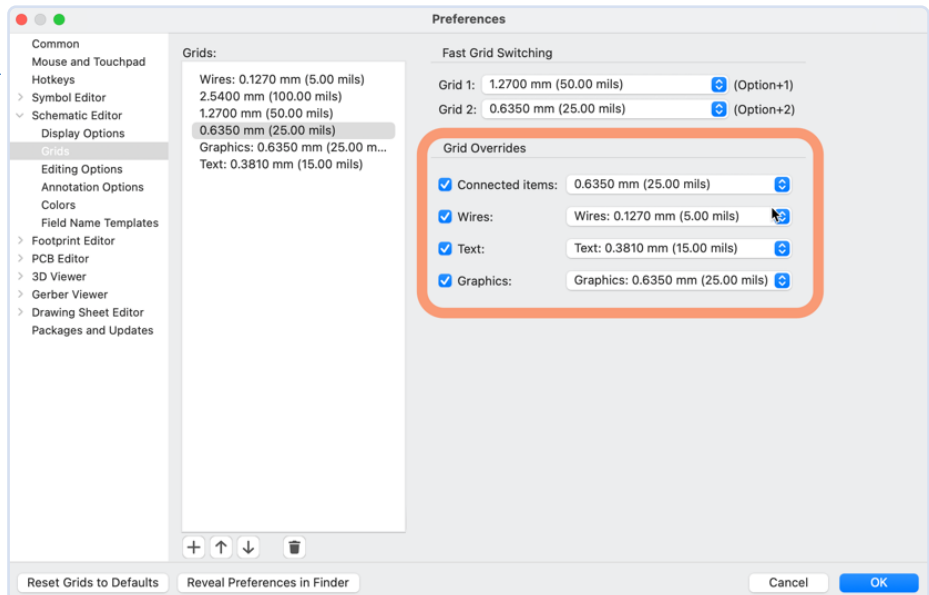 Preferences
Common
Mouse and Touchpad
Hotkeys
Symbol Editor
Schematic Editor
Display Options
Grids
Editing Options
Annotation Options
Colors
Field Name Templates
Footprint Editor
PCB Editor
3D Viewer
Gerber Viewer
Drawing Sheet Editor
Packages and Updates
Grids:
Wires: 0.1270 mm (5.00 mils)
2.5400 mm (100.00 mils)
1.2700 mm (50.00 mils)
0.6350 mm (25.00 mils)
Graphics: 0.6350 mm (25.00 m...
Text: 0.3810 mm (15.00 mils)
Fast Grid Switching
Grid 1: 1.2700 mm (50.00 mils) (Option+1)
Grid 2: 0.6350 mm (25.00 mils) (Option+2)
Grid Overrides
Connected items: 0.6350 mm (25.00 mils)
Wires: Wires: 0.1270 mm (5.00 mils)
Text: Text: 0.3810 mm (15.00 mils)
Graphics: Graphics: 0.6350 mm (25.00 mils)
Reset Grids to Defaults Reveal Preferences in Finder Cancel OK